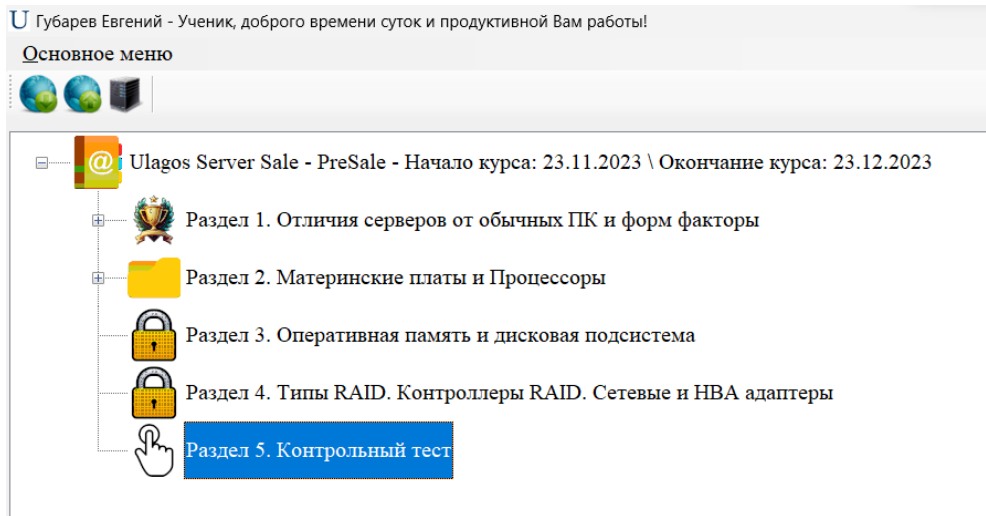 U Губарев Евгений - Ученик, доброго времени суток и продуктивной Вам работы!
Основное меню
@ Ulagos Server Sale - PreSale - Начало курса: 23.11.2023 \ Окончание курса: 23.12.2023
Раздел 1. Отличия серверов от обычных ПК и форм факторы
Раздел 2. Материнские платы и Процессоры
Раздел 3. Оперативная память и дисковая подсистема
Раздел 4. Типы RAID. Контроллеры RAID. Сетевые и HBA адаптеры
Раздел 5. Контрольный тест